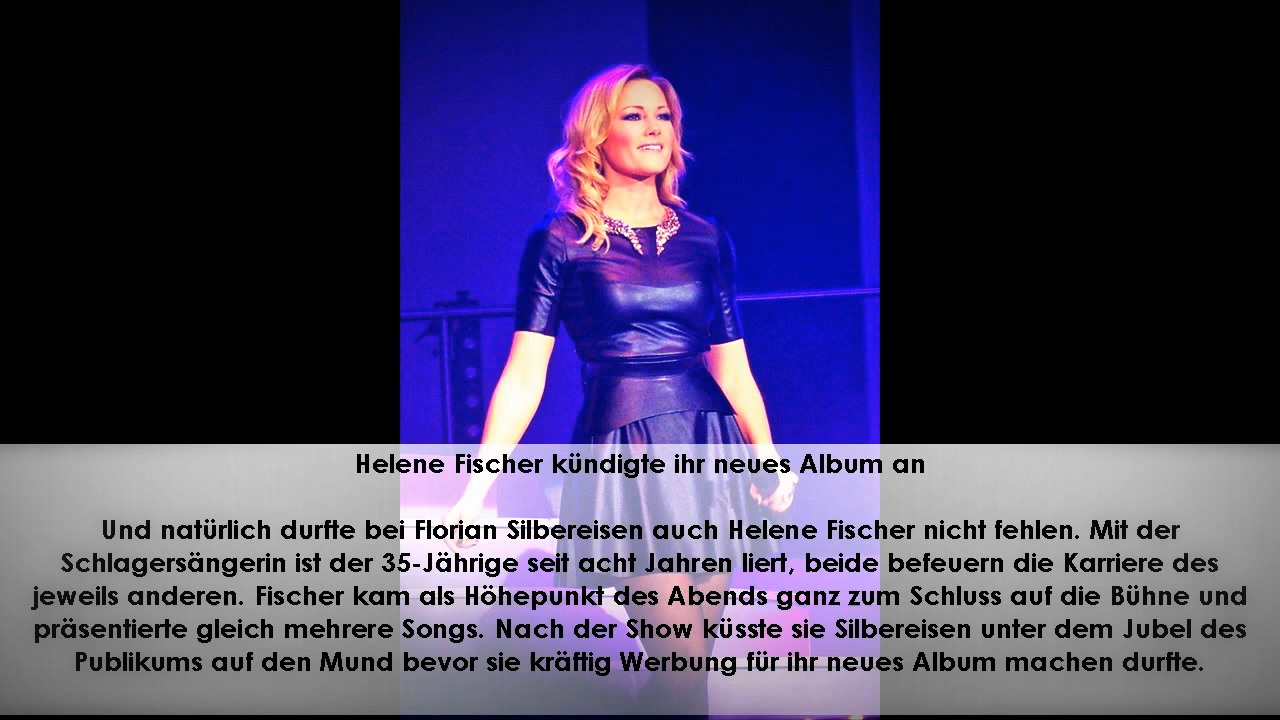 Helene Fischer kündigte ihr neues Album an
Und natürlich durfte bei Florian Silbereisen auch Helene Fischer nicht fehlen. Mit der
Schlagersängerin ist der 35-Jährige seit acht Jahren liert, beide befeuern die Karriere des
jeweils anderen. Fischer kam als Höhepunkt des Abends ganz zum Schluss auf die Bühne und
präsentierte gleich mehrere Songs. Nach der Show küsste sie Silbereisen unter dem Jubel des
Publikums auf den Mund bevor sie kräftig Werbung für ihr neues Album machen durfte.